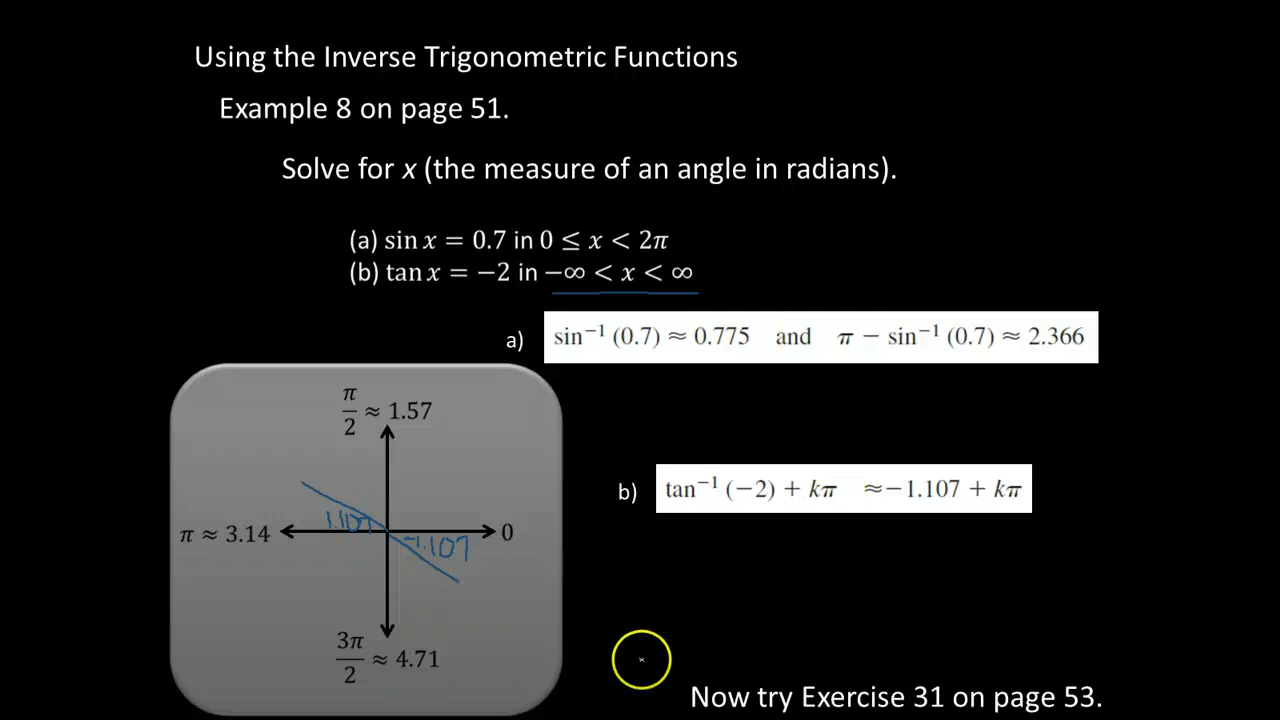 Using the Inverse Trigonometric Functions
Example 8 on page 51.
Solve for x (the measure of an angle in radians).
(a) sin x = 0.7 in 0 ≤ x < 2π
(b) tan x = −2 in −∞ < x < ∞
a) sin⁻¹ (0.7) ≈ 0.775 and π − sin⁻¹ (0.7) ≈ 2.366
π/2 ≈ 1.57
b) tan⁻¹ (−2) + kπ ≈ −1.107 + kπ
1.107
π ≈ 3.14
0
−1.107
3π/2 ≈ 4.71
Now try Exercise 31 on page 53.